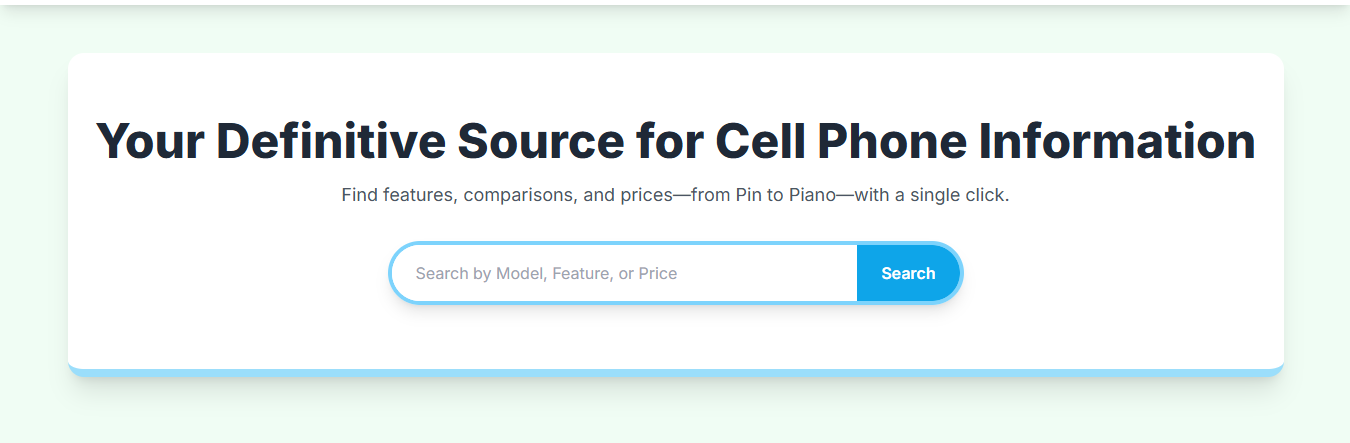 Your Definitive Source for Cell Phone Information
Find features, comparisons, and prices—from Pin to Piano—with a single click.
Search by Model, Feature, or Price
Search